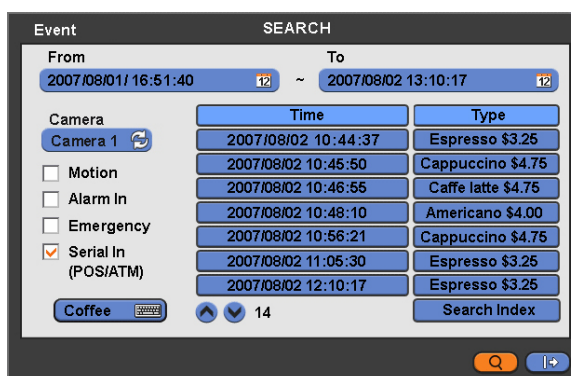 Event SEARCH
From To
2007/08/01/ 16:51:40 12 ~ 2007/08/02 13:10:17 12
Camera Time Type
Camera 1 2007/08/02 10:44:37 Espresso $3.25
Motion 2007/08/02 10:45:50 Cappuccino $4.75
Alarm In 2007/08/02 10:46:55 Caffe latte $4.75
Emergency 2007/08/02 10:48:10 Americano $4.00
Serial In 2007/08/02 10:56:21 Cappuccino $4.75
(POS/ATM) 2007/08/02 11:05:30 Espresso $3.25
2007/08/02 12:10:17 Espresso $3.25
Coffee 14 Search Index